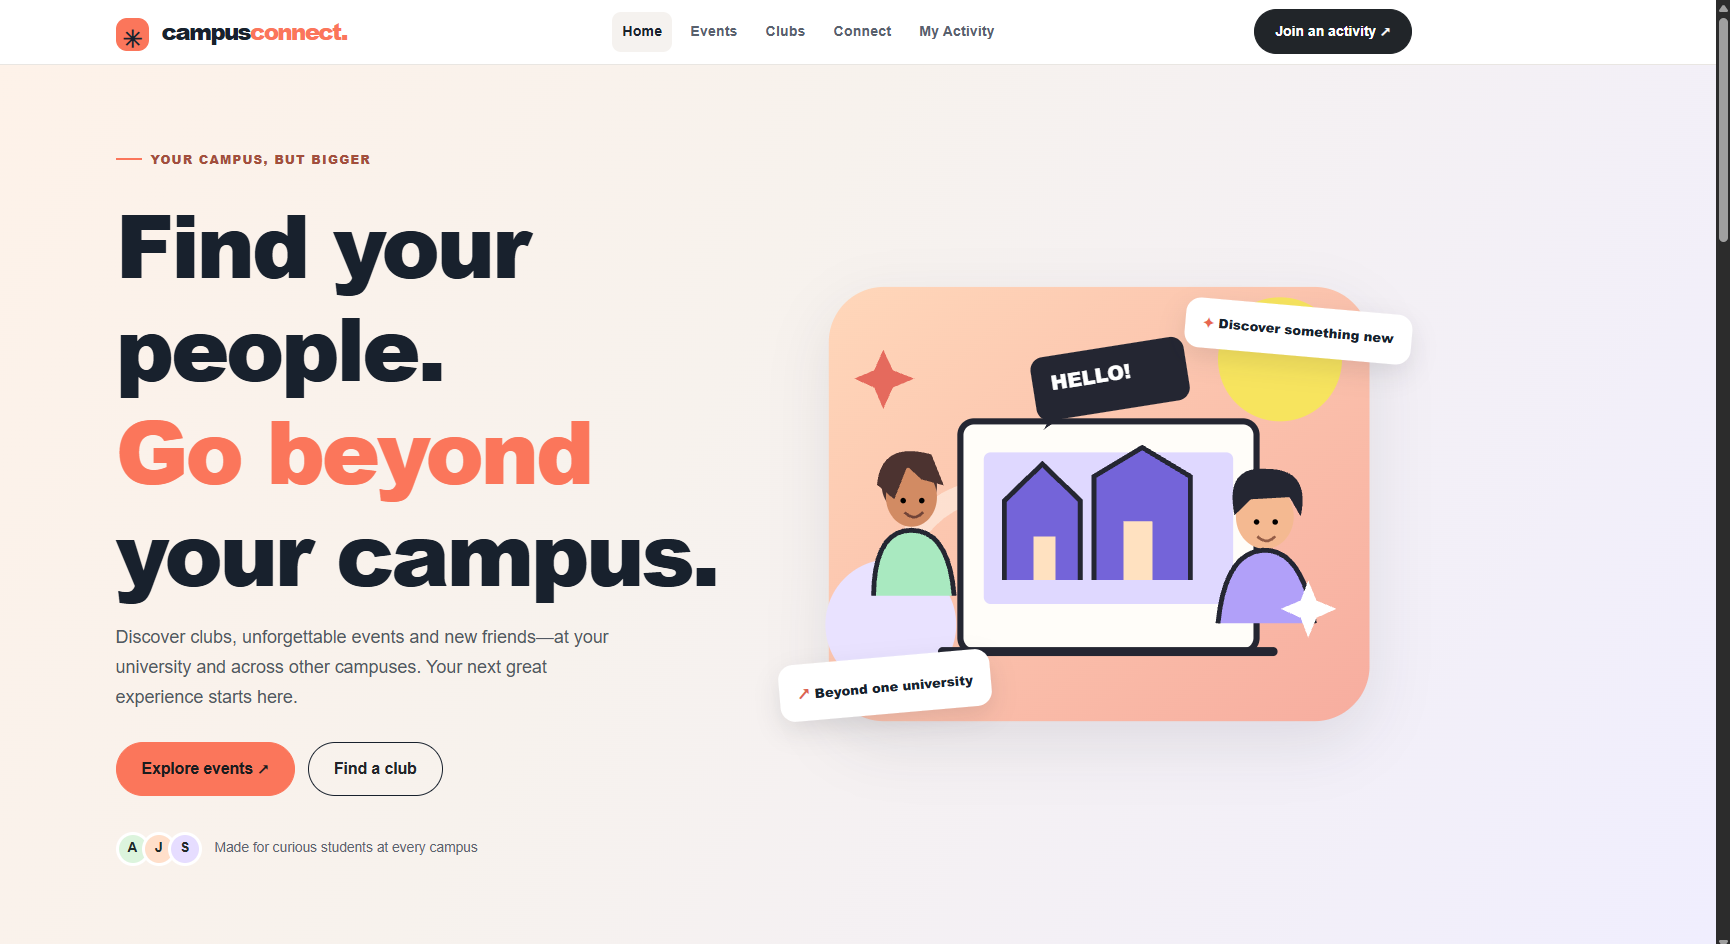 campusconnect.
Home
Events
Clubs
Connect
My Activity
Join an activity ↗
YOUR CAMPUS, BUT BIGGER
Find your
people.
Go beyond
your campus.
Discover clubs, unforgettable events and new friends—at your
university and across other campuses. Your next great
experience starts here.
Explore events ↗
Find a club
A J S
Made for curious students at every campus
✦ Discover something new
HELLO!
↗ Beyond one university